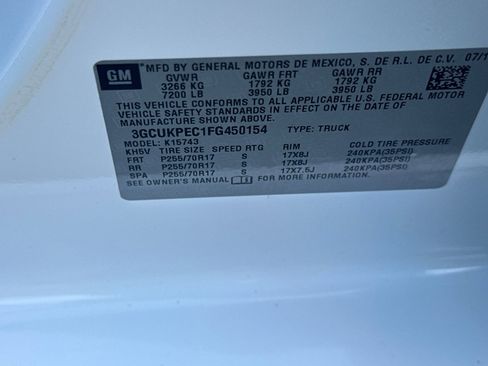 GM
*MFD BY GENERAL MOTORS DE MEXICO, S. DE R.L. DE C.V. 07/1
GVWR GAWR FRT GAWR RR
3266 KG 1792 KG 1792 KG
7200 LB 3950 LB 3950 LB
THIS VEHICLE CONFORMS TO ALL APPLICABLE U.S. FEDERAL MOTOR
VEHICLE SAFETY STANDARDS IN EFFECT ON THE DATE OF
MANUFACTURE SHOWN ABOVE.
3GCUKPEC1FG450154 TYPE: TRUCK
MODEL: K15743
KH5V TIRE SIZE SPEED RTG RIM COLD TIRE PRESSURE
FRT P255/70R17 S 17X8J 240KPA(35PSI)
RR P255/70R17 S 17X8J 240KPA(35PSI)
SPA P255/70R17 S 17X7.5J 240KPA(35PSI)
SEE OWNER'S MANUAL FOR MORE INFORMATION.